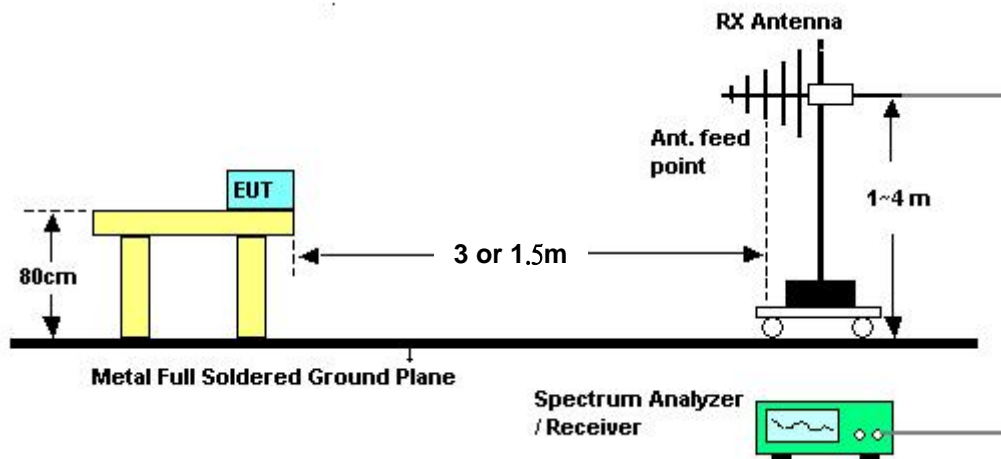 RX Antenna
Ant. feed
point
EUT
1~4 m
3 or 1.5m
80cm
Metal Full Soldered Ground Plane
Spectrum Analyzer
/ Receiver